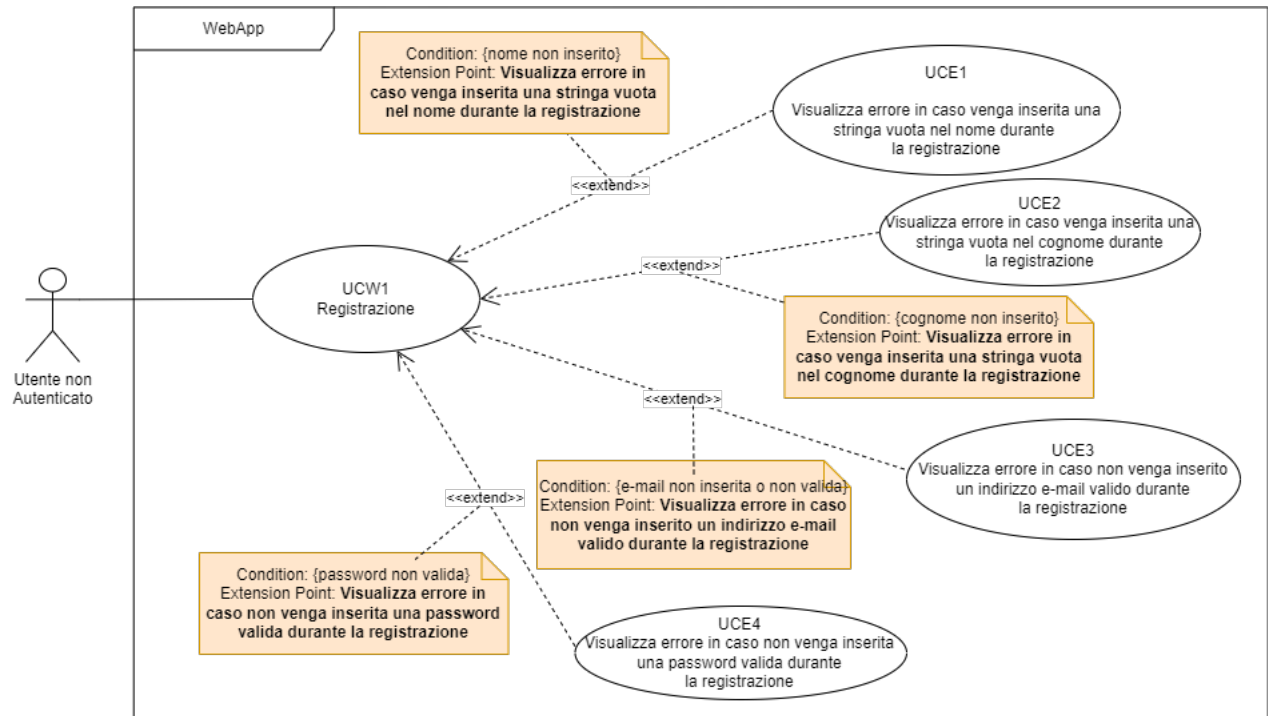 WebApp
Condition: {nome non inserito}
Extension Point: Visualizza errore in
caso venga inserita una stringa vuota
nel nome durante la registrazione
UCE1
Visualizza errore in caso venga inserita una
stringa vuota nel nome durante
la registrazione
<<extend>>
UCE2
Visualizza errore in caso venga inserita una
stringa vuota nel cognome durante
la registrazione
<<extend>>
UCW1
Registrazione
Condition: {cognome non inserito}
Extension Point: Visualizza errore in
caso venga inserita una stringa vuota
nel cognome durante la registrazione
Utente non
Autenticato
<<extend>>
UCE3
Visualizza errore in caso non venga inserito
un indirizzo e-mail valido durante
la registrazione
Condition: {e-mail non inserita o non valida}
Extension Point: Visualizza errore in caso
non venga inserito un indirizzo e-mail
valido durante la registrazione
<<extend>>
Condition: {password non valida}
Extension Point: Visualizza errore in
caso non venga inserita una password
valida durante la registrazione
UCE4
Visualizza errore in caso non venga inserita
una password valida durante
la registrazione